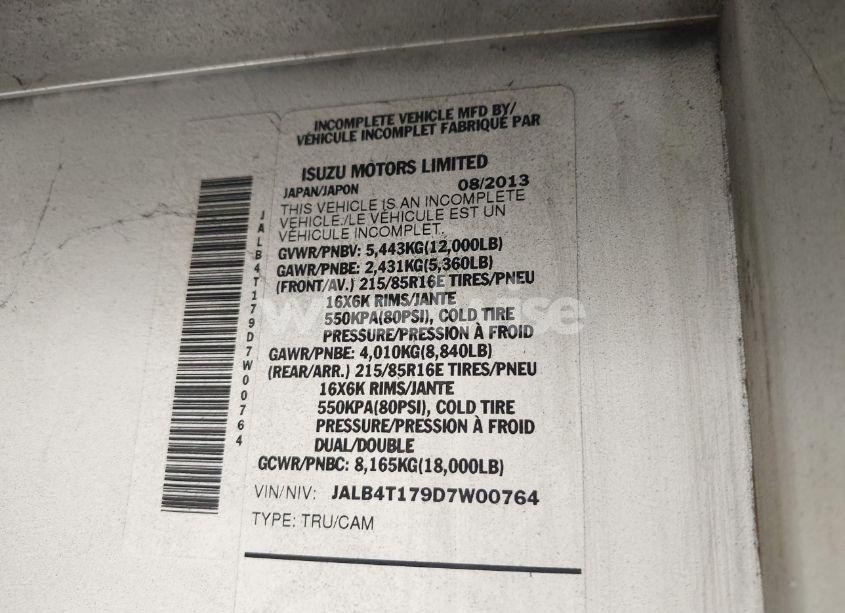 INCOMPLETE VEHICLE MFD BY/
VÉHICULE INCOMPLET FABRIQUÉ PAR
ISUZU MOTORS LIMITED
JAPAN/JAPON 08/2013
THIS VEHICLE IS AN INCOMPLETE
VEHICLE./LE VÉHICULE EST UN
VÉHICULE INCOMPLET.
GVWR/PNBV: 5,443KG(12,000LB)
GAWR/PNBE: 2,431KG(5,360LB)
(FRONT/AV.) 215/85R16E TIRES/PNEU
16X6K RIMS/JANTE
550KPA(80PSI), COLD TIRE
PRESSURE/PRESSION À FROID
GAWR/PNBE: 4,010KG(8,840LB)
(REAR/ARR.) 215/85R16E TIRES/PNEU
16X6K RIMS/JANTE
550KPA(80PSI), COLD TIRE
PRESSURE/PRESSION À FROID
DUAL/DOUBLE
GCWR/PNBC: 8,165KG(18,000LB)
VIN/NIV: JALB4T179D7W00764
TYPE: TRU/CAM
JALB4T179D7W00764